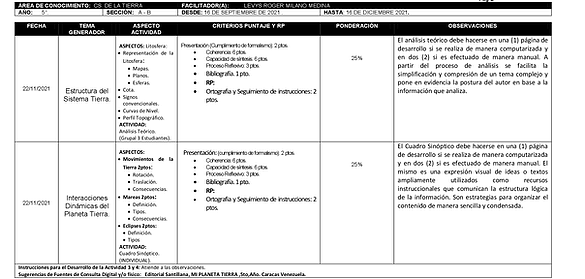 ÁREA DE CONOCIMIENTO: CS. DE LA TIERRA FACILITADOR(A): LEVYS ROGER MILANO MEDINA
AÑO: 5° SECCIÓN: A - B DESDE: 16 DE SEPTIEMBRE DE 2021. HASTA 16 DE DICIEMBRE 2021.
FECHA
TEMA GENERADOR
ASPECTO ACTIVIDAD
CRITERIOS PUNTAJE Y RP
PONDERACIÓN
OBSERVACIONES
22/11/2021
Estructura del
Sistema Tierra.
ASPECTOS: Litosfera:
• Representación de la
Litosfera:
• Mapas.
• Planos.
• Esferas.
• Cota.
• Signos
convencionales.
• Curvas de Nivel.
• Perfil Topográfico.
ACTIVIDAD:
Análisis Teórico.
(Grupal 3 Estudiantes).
Presentación (Cumplimiento de formalismo): 2 ptos.
• Coherencia 6 ptos.
• Capacidad de síntesis. 6 ptos.
• Proceso Reflexivo: 3 ptos.
• Bibliografía. 1 pto.
• RP:
• Ortografía y Seguimiento de instrucciones: 2
ptos.
25%
El análisis teórico debe hacerse en una (1) página de
desarrollo si se realiza de manera computarizada y
en dos (2) si es efectuado de manera manual. A
partir del proceso de análisis se facilita la
simplificación y compresión de un tema complejo y
pone en evidencia la postura del autor en base a la
información que analiza.
22/11/2021
Interacciones
Dinámicas del
Planeta Tierra.
ASPECTOS:
• Movimientos de la
Tierra 2ptos:
• Rotación.
• Traslación.
• Consecuencias.
• Mareas 2ptos:
• Definición.
• Tipos.
• Consecuencias.
• Eclipses 2ptos:
• Definición.
• Tipos
ACTIVIDAD:
Cuadro Sinóptico.
(INDIVIDUAL).
Presentación: (cumplimiento de formalismo): 2 ptos.
• Coherencia 6 ptos.
• Capacidad de síntesis. 6 ptos.
• Proceso Reflexivo: 3 ptos.
• Bibliografía. 1 pto.
• RP:
• Ortografía y Seguimiento de instrucciones: 2
ptos.
25%
El Cuadro Sinóptico debe hacerse en una (1) página
de desarrollo si se realiza de manera computarizada
y en dos (2) si es efectuado de manera manual. El
mismo es una expresión visual de ideas o textos
ampliamente utilizados como recursos
instruccionales que comunican la estructura lógica
de la información. Son estrategias para organizar el
contenido de manera sencilla y condensada.
Instrucciones para el Desarrollo de la Actividad 3 y 4: Atiende a las observaciones.
Sugerencias de Fuentes de Consulta Digital y/o físico: Editorial Santillana, MI PLANETA TIERRA ,5to,Año. Caracas Venezuela.